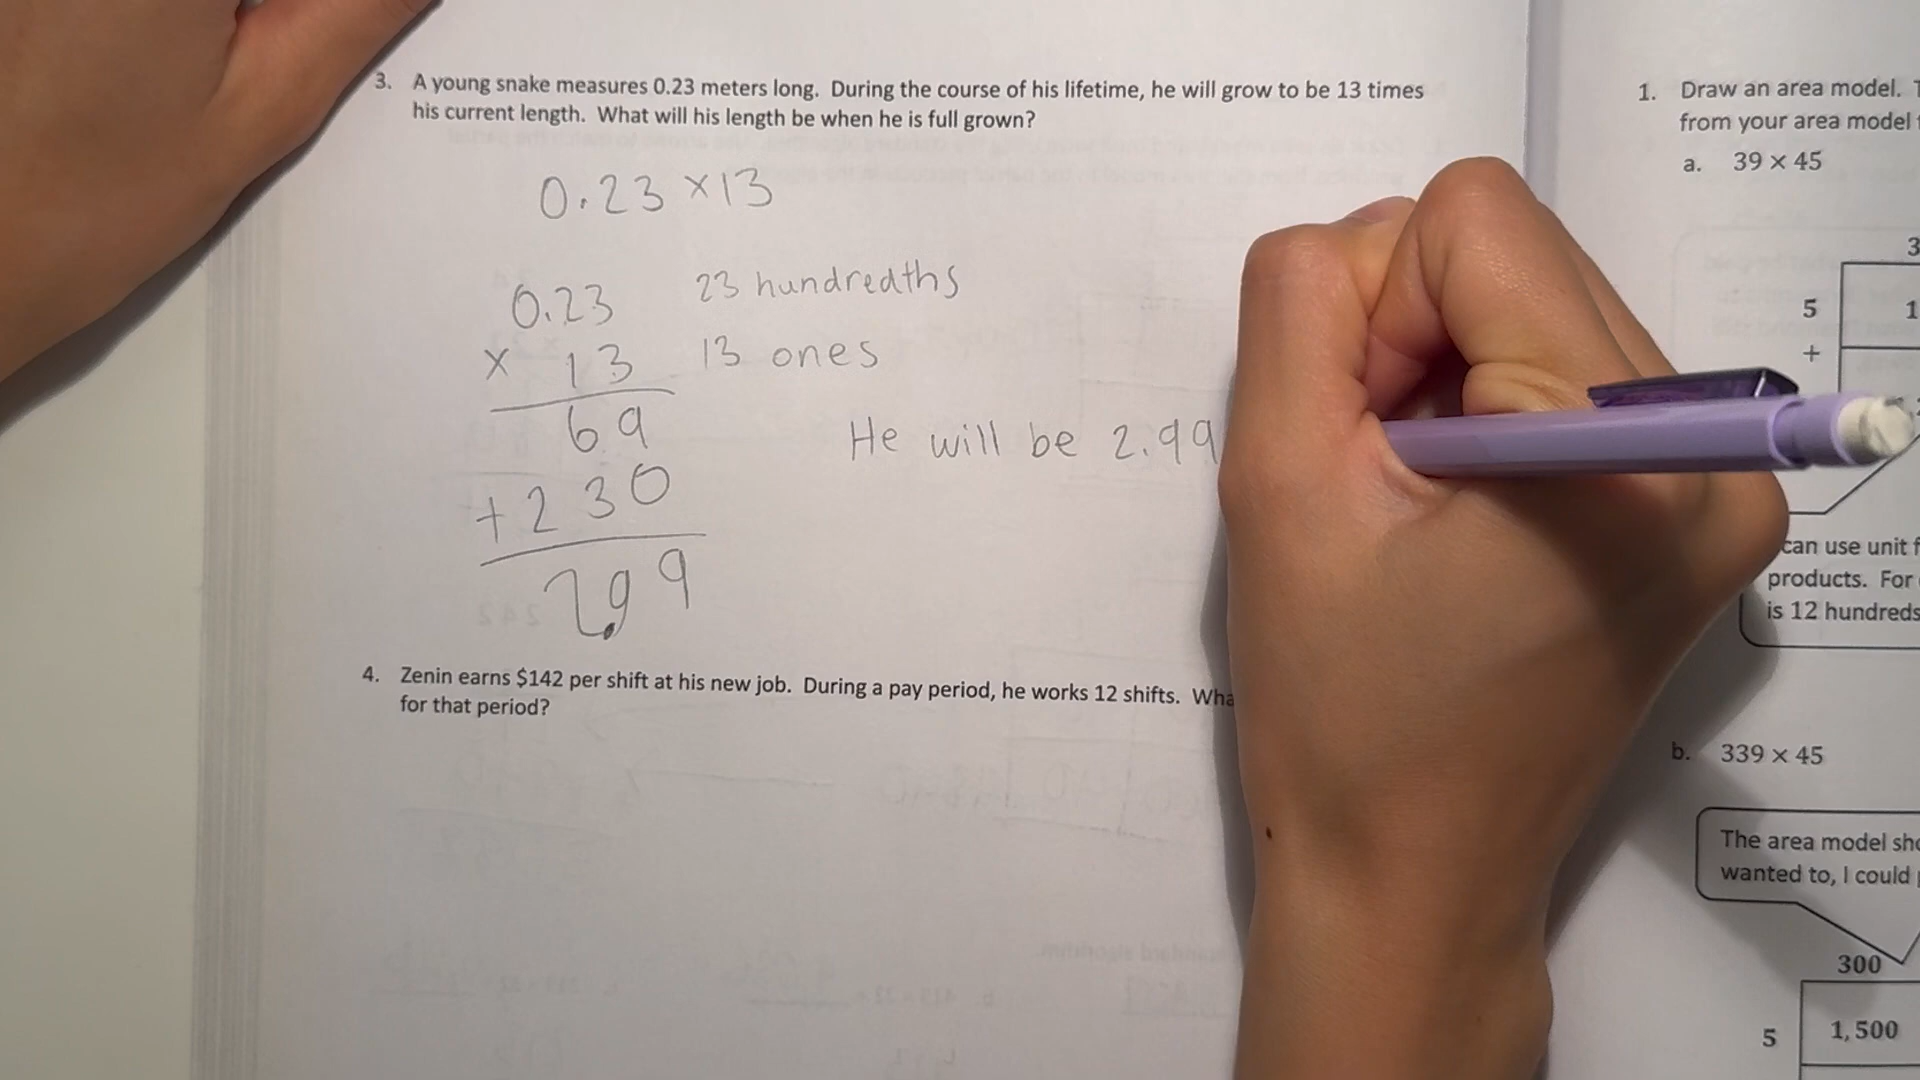 3. A young snake measures 0.23 meters long. During the course of his lifetime, he will grow to be 13 times
his current length. What will his length be when he is full grown?
0.23 x 13
0.23 23 hundreaths
x 13 13 ones
69
He will be 2.99
+ 230
2.99
4. Zenin earns $142 per shift at his new job. During a pay period, he works 12 shifts.
for that period?
1. Draw an area model.
from your area model
a. 39 × 45
3
5 1
+
can use unit
products. For
is 12 hundreds
b. 339 × 45
The area model
wanted to, I could
300
5 1,500